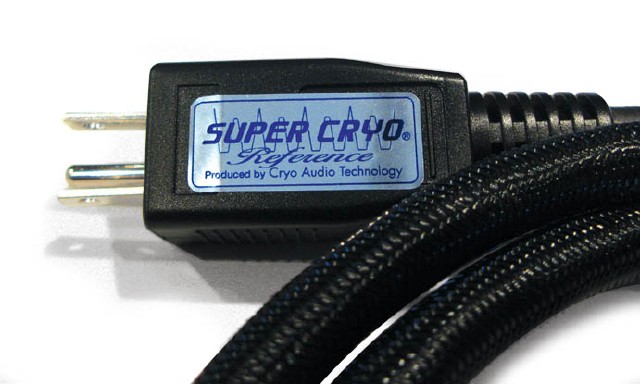 SUPER CRYO®
Reference
Produced by Cryo Audio Technology